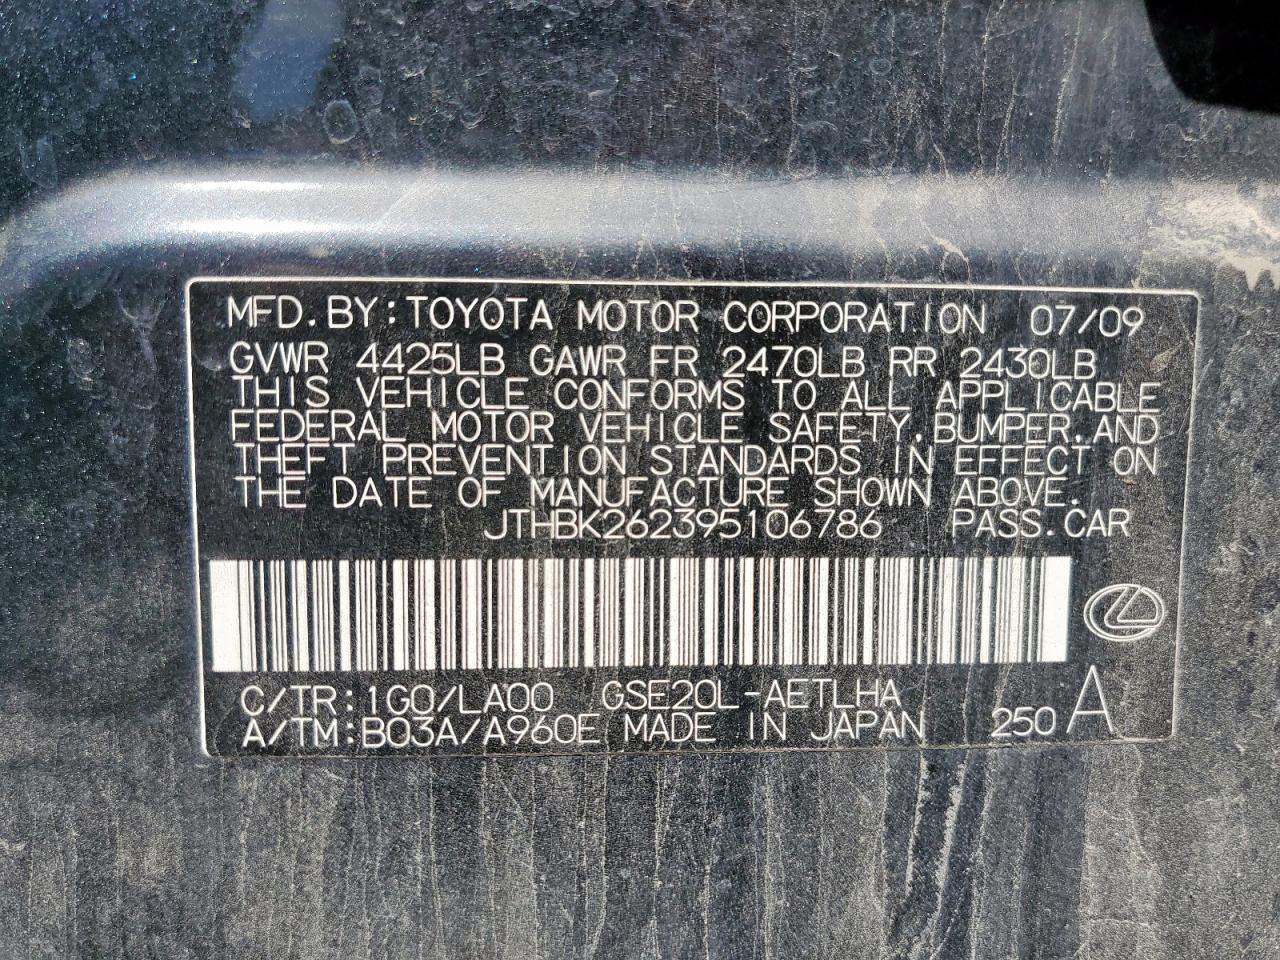 MFD. BY: TOYOTA MOTOR CORPORATION 07/09
GVWR 4425LB GAWR FR 2470LB RR 2430LB
THIS VEHICLE CONFORMS TO ALL APPLICABLE
FEDERAL MOTOR VEHICLE SAFETY, BUMPER, AND
THEFT PREVENTION STANDARDS IN EFFECT ON
THE DATE OF MANUFACTURE SHOWN ABOVE.
JTHBK262395106786 PASS. CAR
C/TR: 1G0/LA00 GSE20L-AETLHA
A/TM: B03A/A960E MADE IN JAPAN 250 A